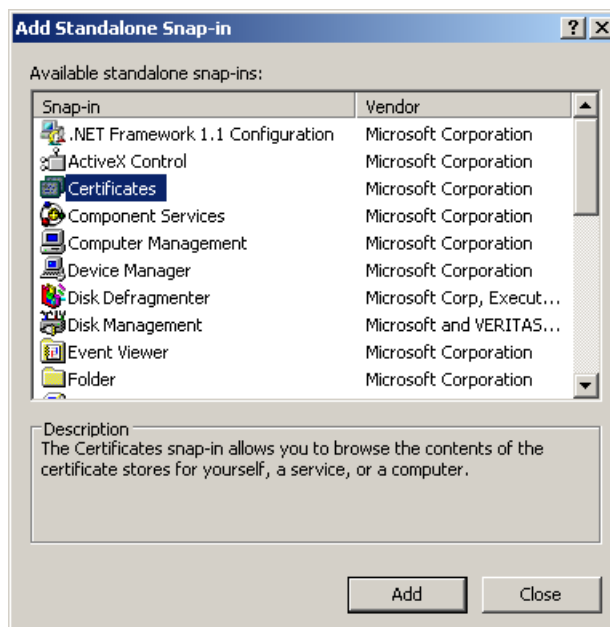 Add Standalone Snap-in
Available standalone snap-ins:
Snap-in Vendor
.NET Framework 1.1 Configuration Microsoft Corporation
ActiveX Control Microsoft Corporation
Certificates Microsoft Corporation
Component Services Microsoft Corporation
Computer Management Microsoft Corporation
Device Manager Microsoft Corporation
Disk Defragmenter Microsoft Corp, Execut...
Disk Management Microsoft and VERITAS...
Event Viewer Microsoft Corporation
Folder Microsoft Corporation
Description
The Certificates snap-in allows you to browse the contents of the
certificate stores for yourself, a service, or a computer.
Add Close